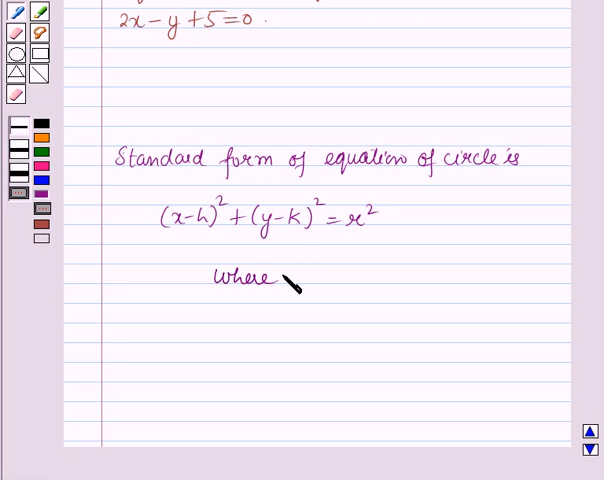 2x - y + 5 = 0.
Standard form of equation of circle is
(x-h)² + (y-k)² = r²
where